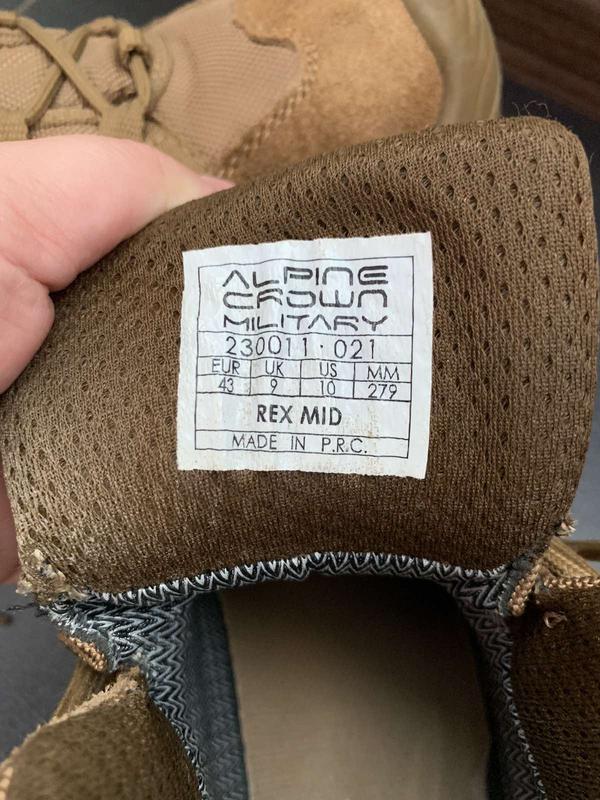 ALPINE
CROWN
MILITARY
230011·021
EUR UK US MM
43 9 10 279
REX MID
MADE IN P.R.C.